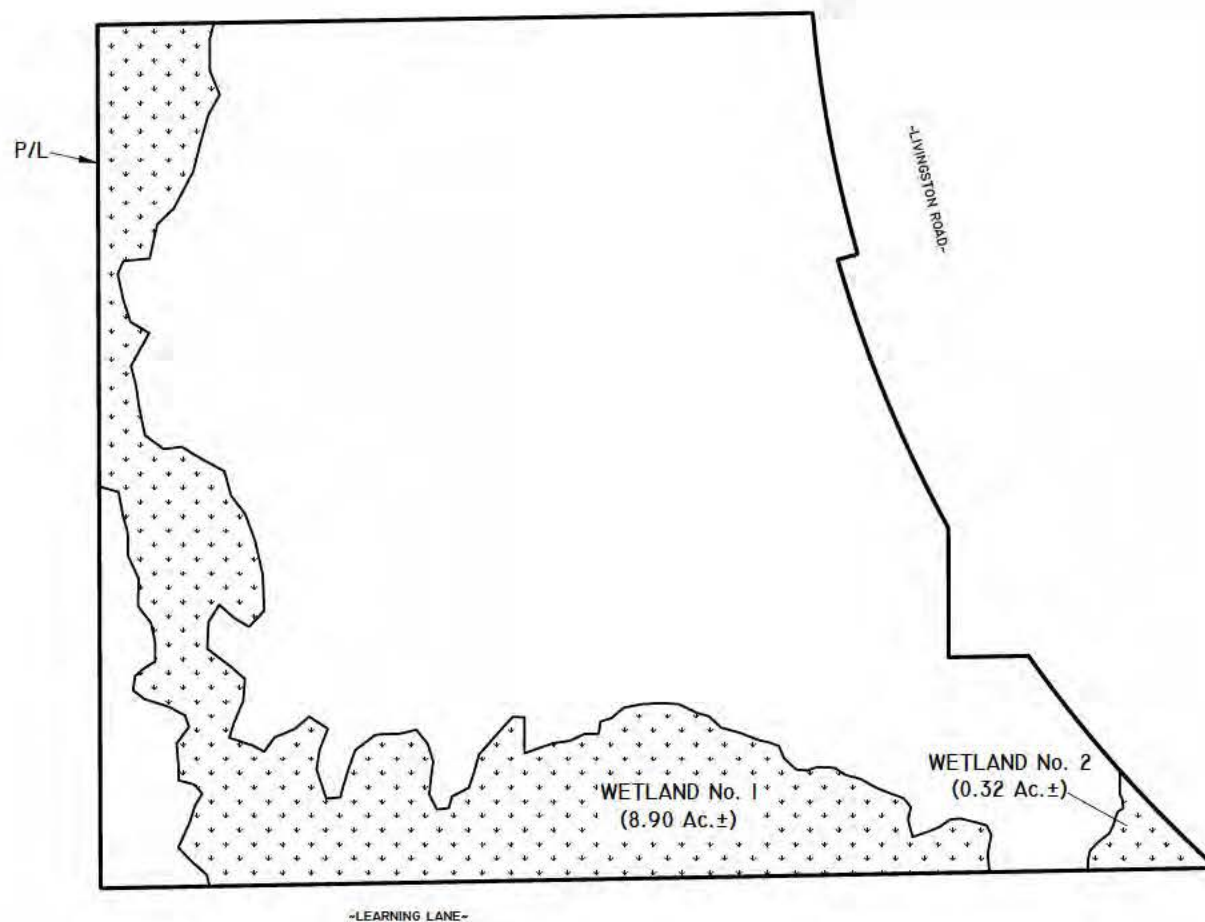 P/L
-LIVINGSTON ROAD-
WETLAND No. 2
(0.32 Ac.±)
WETLAND No. 1
(8.90 Ac.±)
-LEARNING LANE-